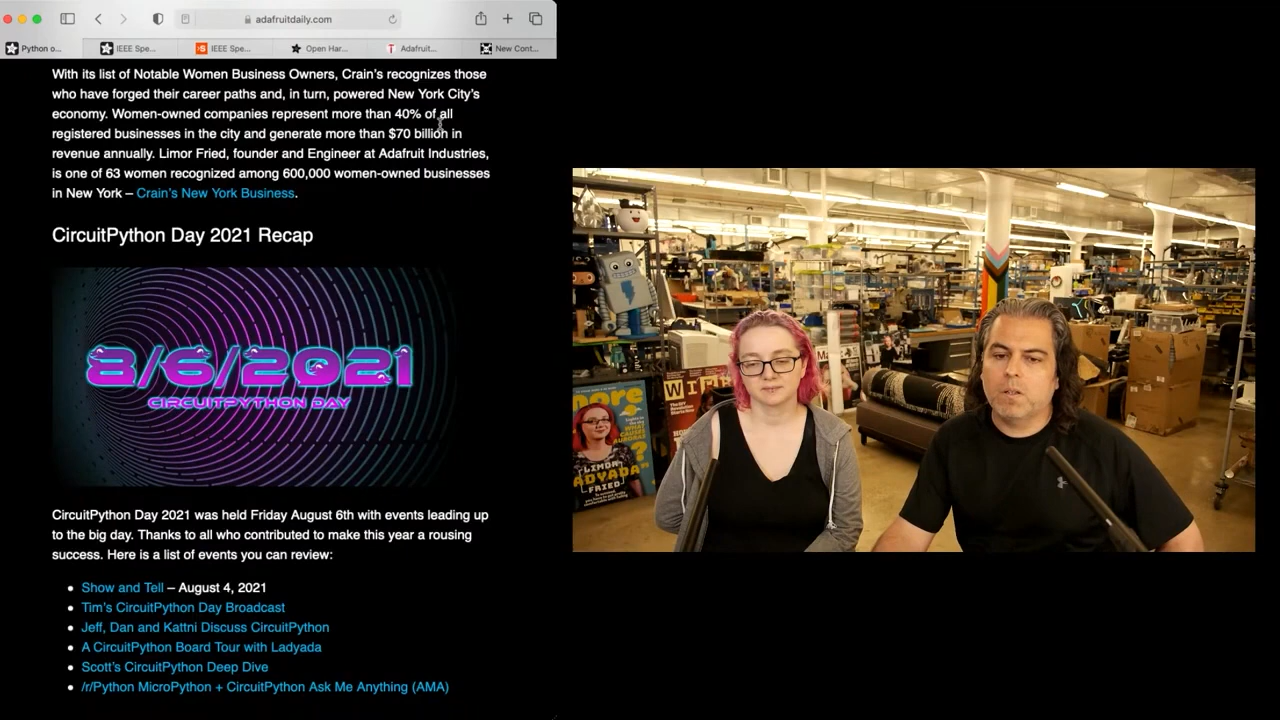 adafruitdaily.com
Python o...
IEEE Spe...
IEEE Spe...
Open Har...
Adafruit...
New Cont...
With its list of Notable Women Business Owners, Crain's recognizes those
who have forged their career paths and, in turn, powered New York City's
economy. Women-owned companies represent more than 40% of all
registered businesses in the city and generate more than $70 billion in
revenue annually. Limor Fried, founder and Engineer at Adafruit Industries,
is one of 63 women recognized among 600,000 women-owned businesses
in New York – Crain's New York Business.
CircuitPython Day 2021 Recap
8/6/2021
CIRCUITPYTHON DAY
CircuitPython Day 2021 was held Friday August 6th with events leading up
to the big day. Thanks to all who contributed to make this year a rousing
success. Here is a list of events you can review:
Show and Tell – August 4, 2021
Tim's CircuitPython Day Broadcast
Jeff, Dan and Kattni Discuss CircuitPython
A CircuitPython Board Tour with Ladyada
Scott's CircuitPython Deep Dive
/r/Python MicroPython + CircuitPython Ask Me Anything (AMA)
WHAT
CAUSES
AURORAS
?
LIMOR
FRIED
WI